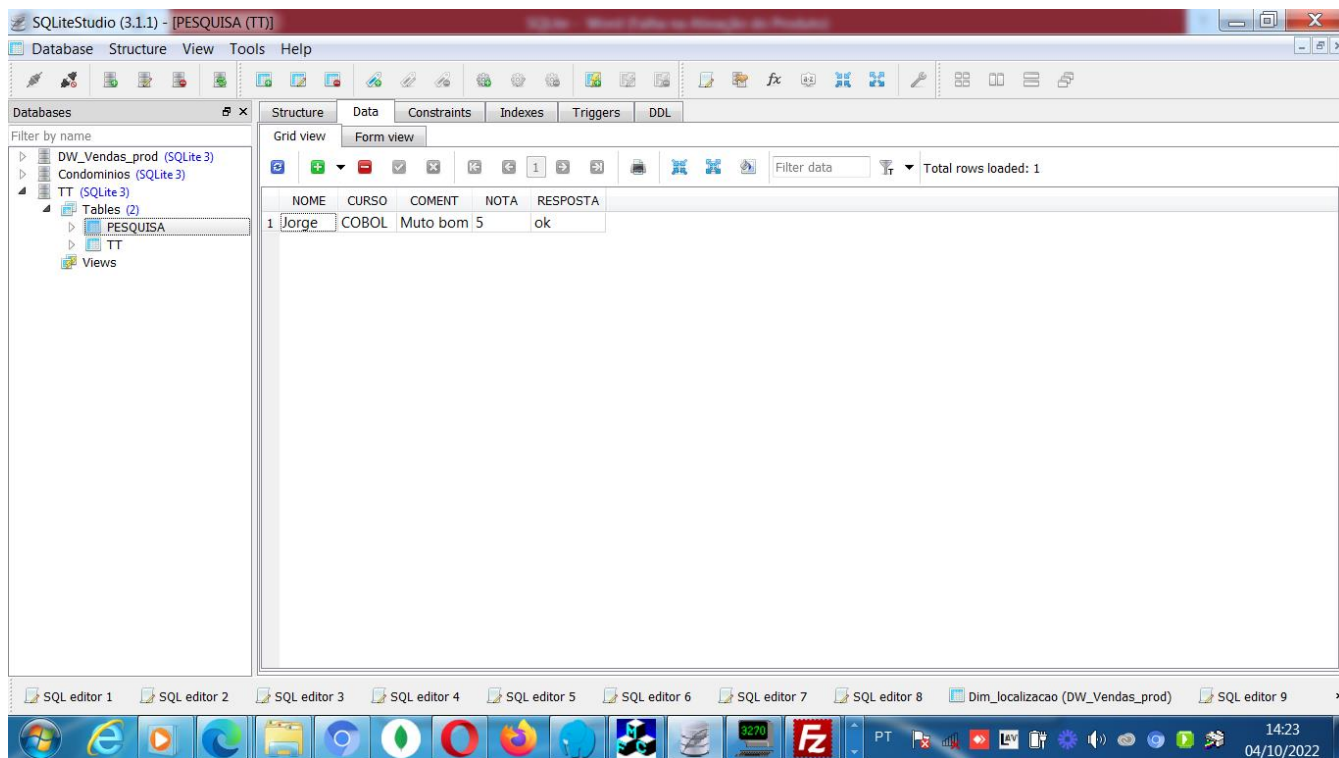 SQLiteStudio (3.1.1) - [PESQUISA (TT)]
Database Structure View Tools Help
Databases
Filter by name
DW_Vendas_prod (SQLite 3)
Condominios (SQLite 3)
TT (SQLite 3)
Tables (2)
PESQUISA
TT
Views
Structure Data Constraints Indexes Triggers DDL
Grid view Form view
1 Filter data Total rows loaded: 1
NOME CURSO COMENT NOTA RESPOSTA
1 Jorge COBOL Muto bom 5 ok
SQL editor 1 SQL editor 2 SQL editor 3 SQL editor 4 SQL editor 5 SQL editor 6 SQL editor 7 SQL editor 8 Dim_localizacao (DW_Vendas_prod) SQL editor 9
3270 PT LAV 14:23
04/10/2022